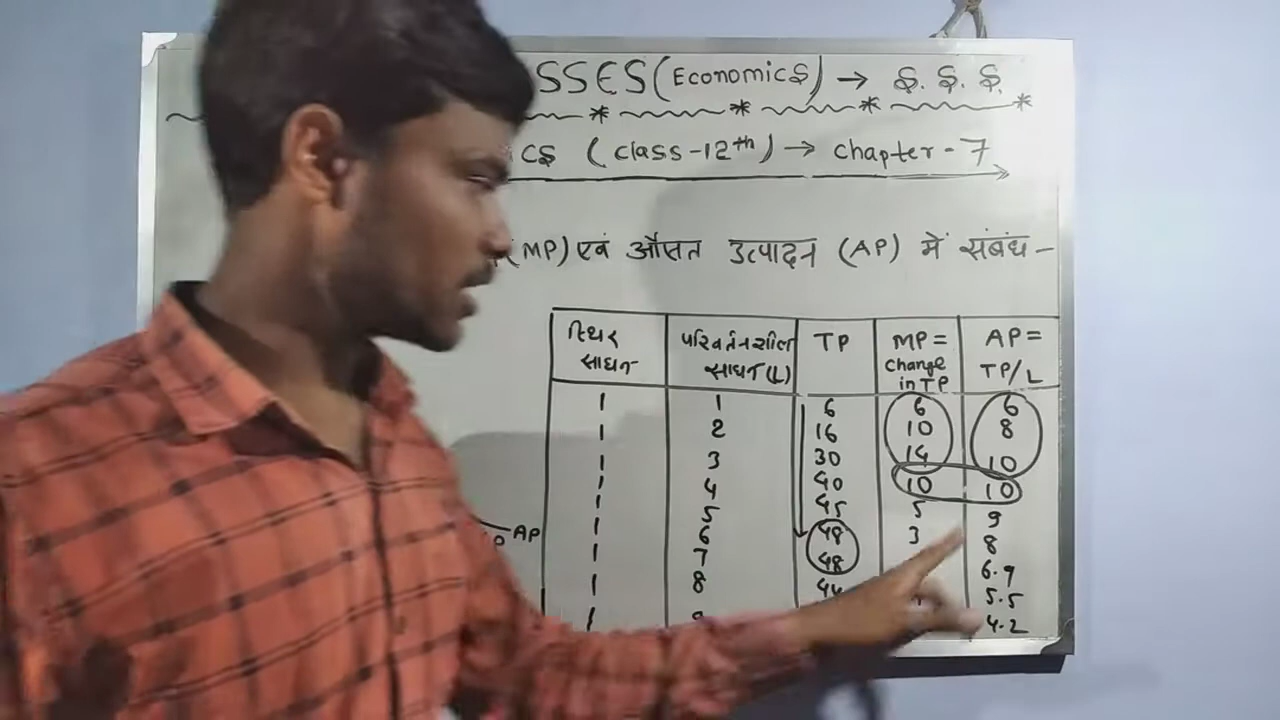 SSES (Economics) → S. S. S.
CS (class-12th) → chapter - 7
(MP) एवं औसत उत्पादन (AP) में संबंध -
स्थिर साधन परिवर्तनशील साधन (L) TP MP = change in TP AP = TP/L
1 1 6 6 6
1 2 16 10 8
1 3 30 14 10
1 4 40 10 10
1 5 45 5 9
1 6 48 3 8
1 7 48 6.9
1 8 44 5.5
1 4.2
AP